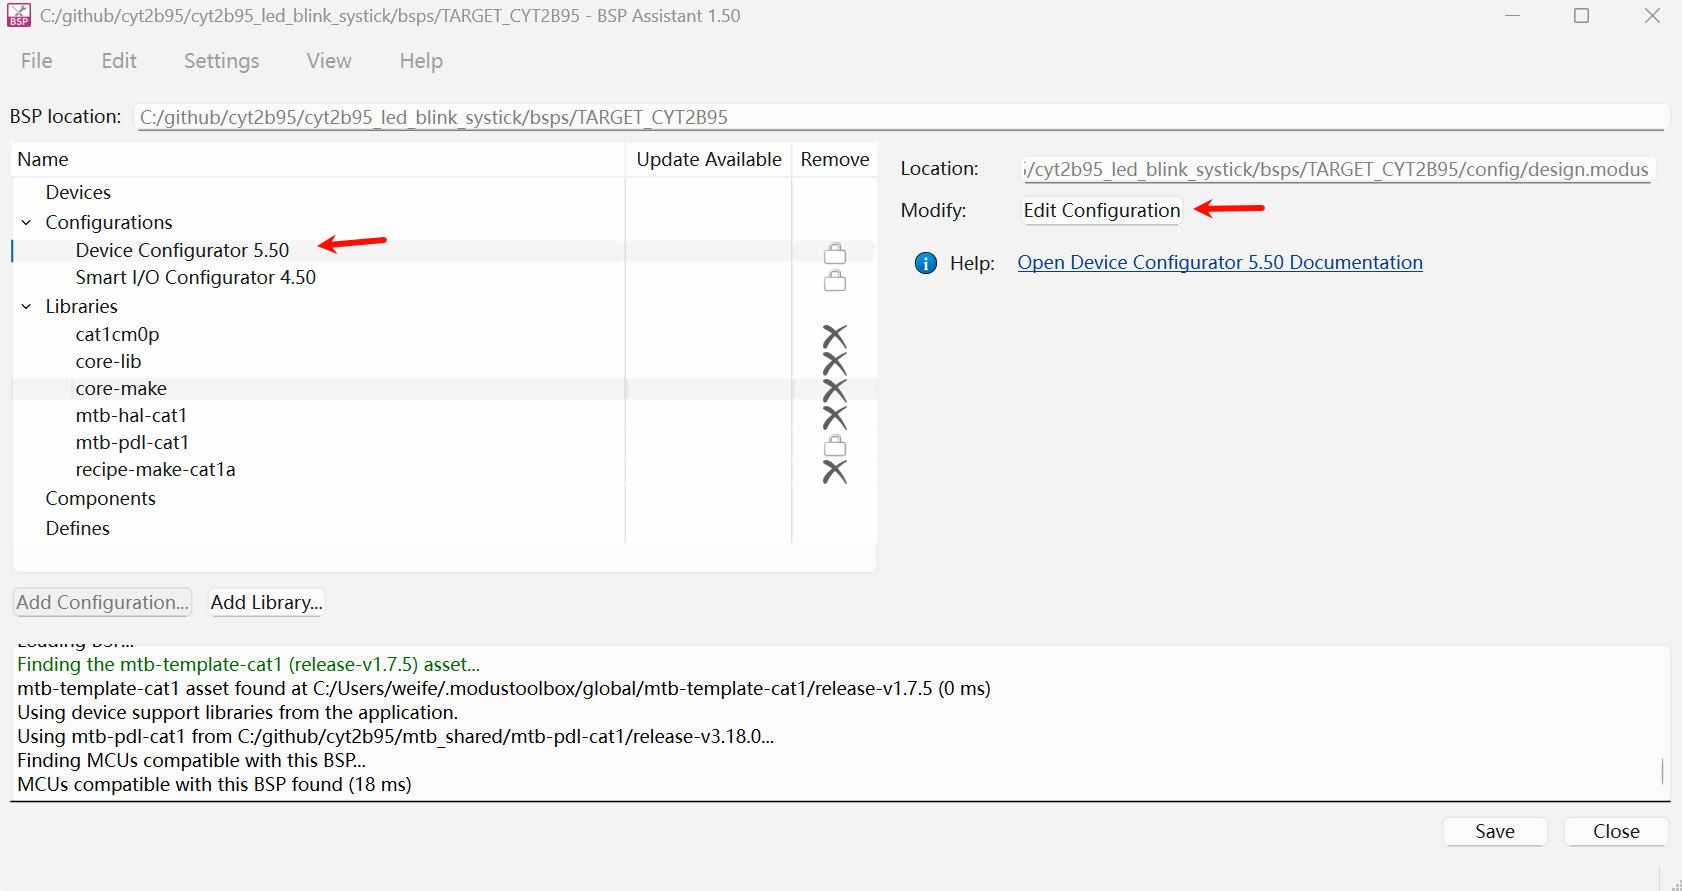 C:/github/cyt2b95/cyt2b95_led_blink_systick/bsps/TARGET_CYT2B95 - BSP Assistant 1.50
File Edit Settings View Help
BSP location: C:/github/cyt2b95/cyt2b95_led_blink_systick/bsps/TARGET_CYT2B95
Name Update Available Remove
Devices
Configurations
Device Configurator 5.50
Smart I/O Configurator 4.50
Libraries
cat1cm0p
core-lib
core-make
mtb-hal-cat1
mtb-pdl-cat1
recipe-make-cat1a
Components
Defines
Location: /cyt2b95_led_blink_systick/bsps/TARGET_CYT2B95/config/design.modus
Modify: Edit Configuration
Help: Open Device Configurator 5.50 Documentation
Add Configuration... Add Library...
Loading BSP...
Finding the mtb-template-cat1 (release-v1.7.5) asset...
mtb-template-cat1 asset found at C:/Users/weife/.modustoolbox/global/mtb-template-cat1/release-v1.7.5 (0 ms)
Using device support libraries from the application.
Using mtb-pdl-cat1 from C:/github/cyt2b95/mtb_shared/mtb-pdl-cat1/release-v3.18.0...
Finding MCUs compatible with this BSP...
MCUs compatible with this BSP found (18 ms)
Save Close